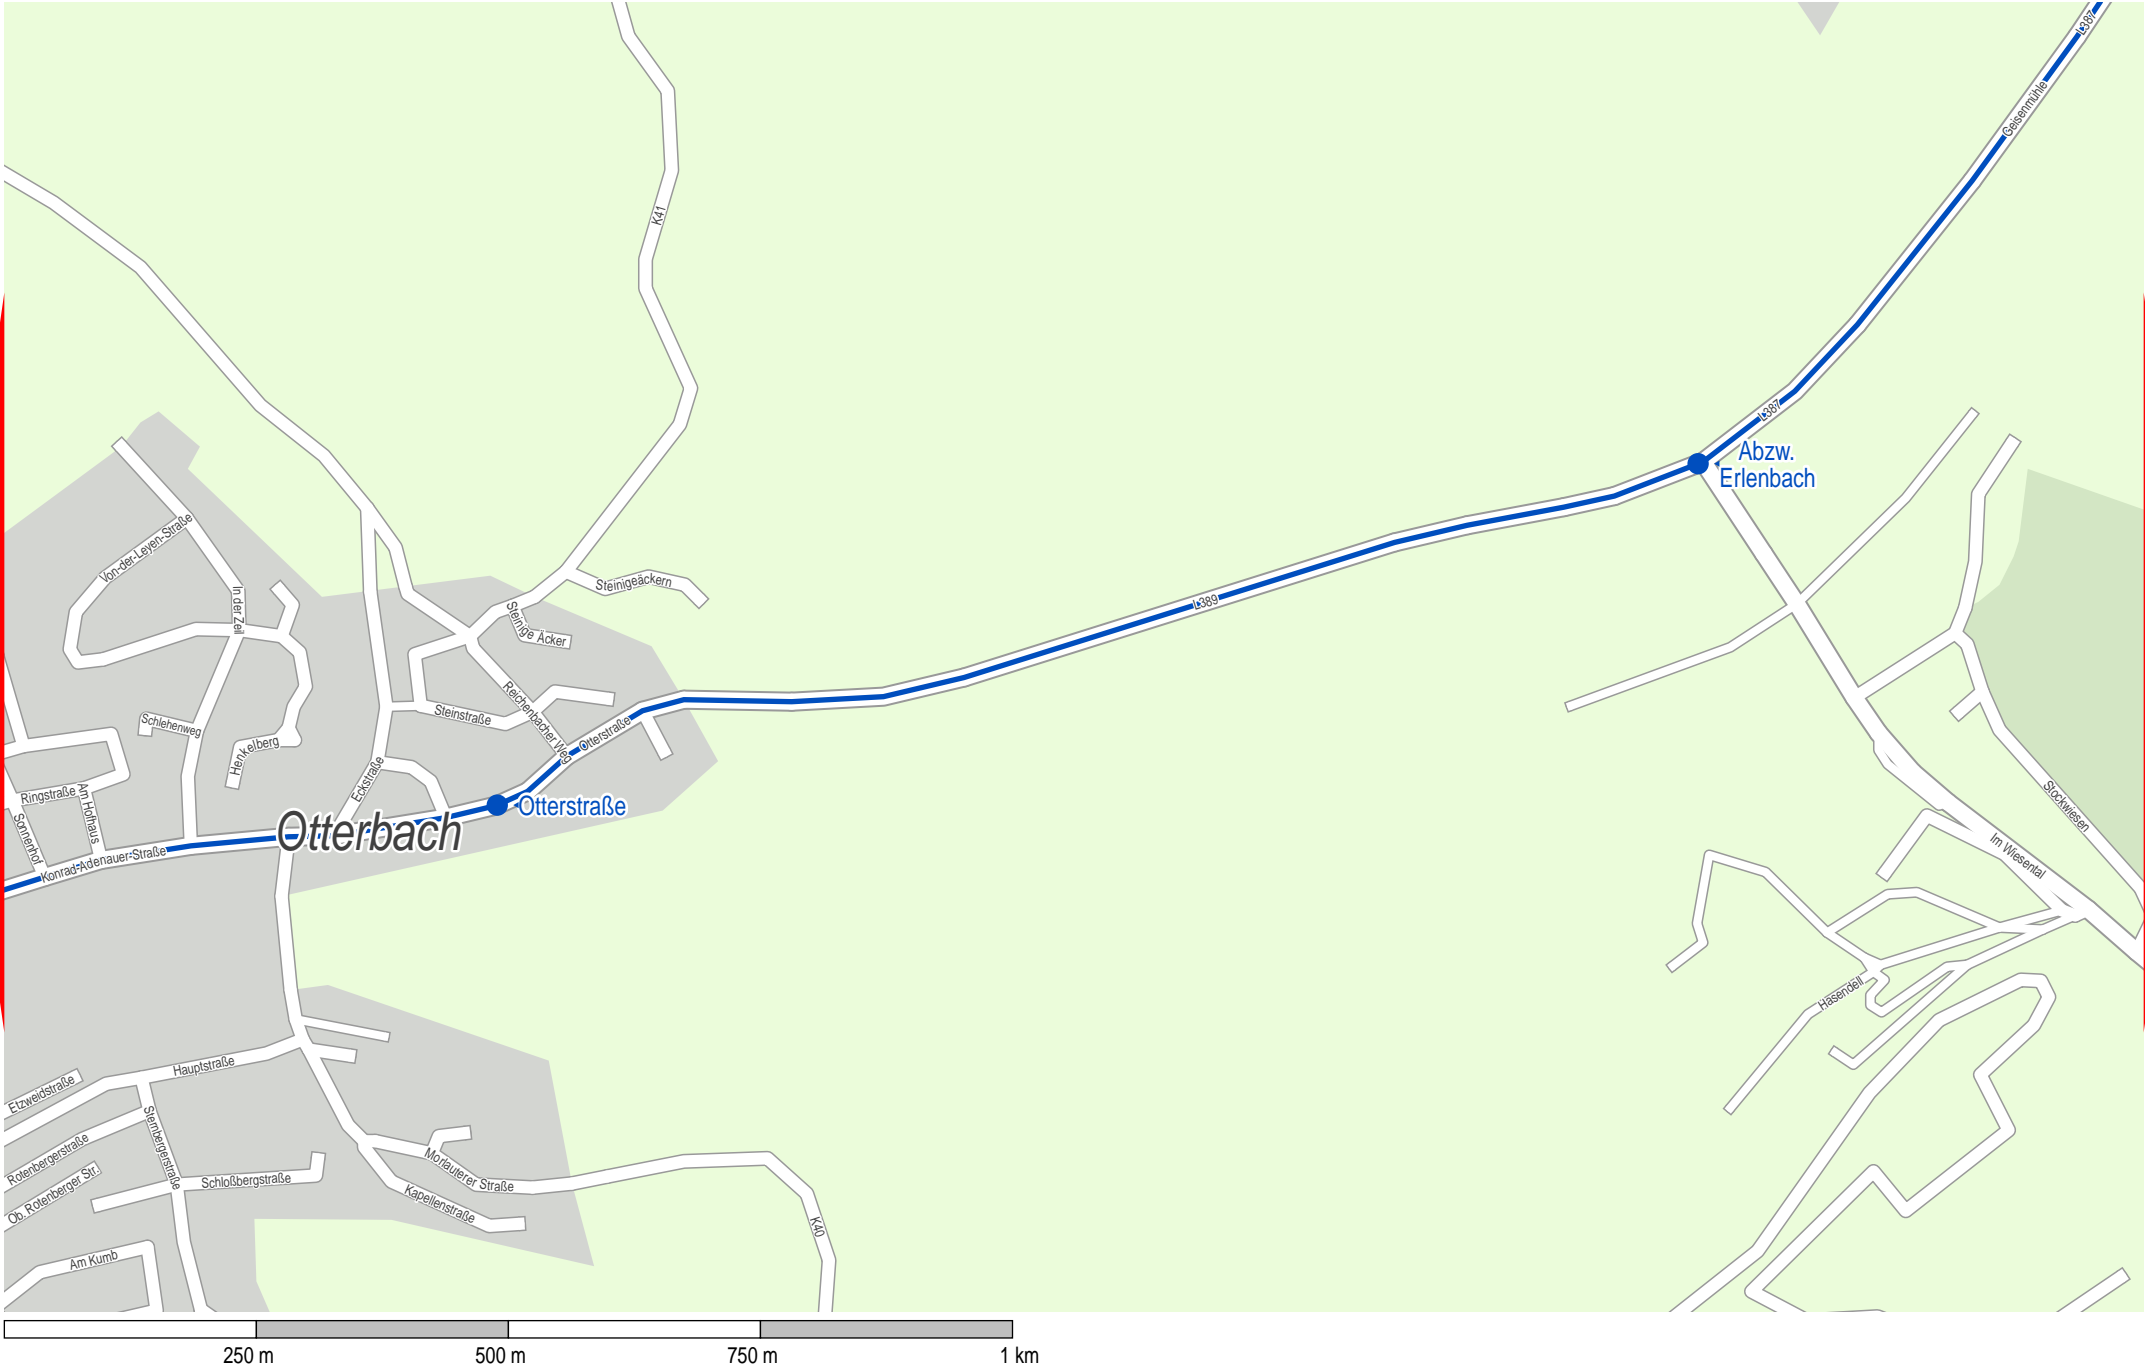 L387
Geisenmühle
K41
L387
Abzw.
Erlenbach
Von-der-Leyen-Straße
In der Zeil
Steinigeäckern
Steinige Äcker
L389
Reichenbacher Weg
Steinstraße
Otterstraße
Schlehenweg
Henkelberg
Eckstraße
Ringstraße
Am Hofhaus
Sonnenhof
Otterstraße
Otterbach
Konrad-Adenauer-Straße
Stockwiesen
Im Wiesental
Hasendell
Hauptstraße
Etzweidstraße
Sternbergerstraße
Rotenbergerstraße
Ob. Rotenberger Str.
Schloßbergstraße
Morlauterer Straße
Kapellenstraße
K40
Am Kumb
250 m
500 m
750 m
1 km